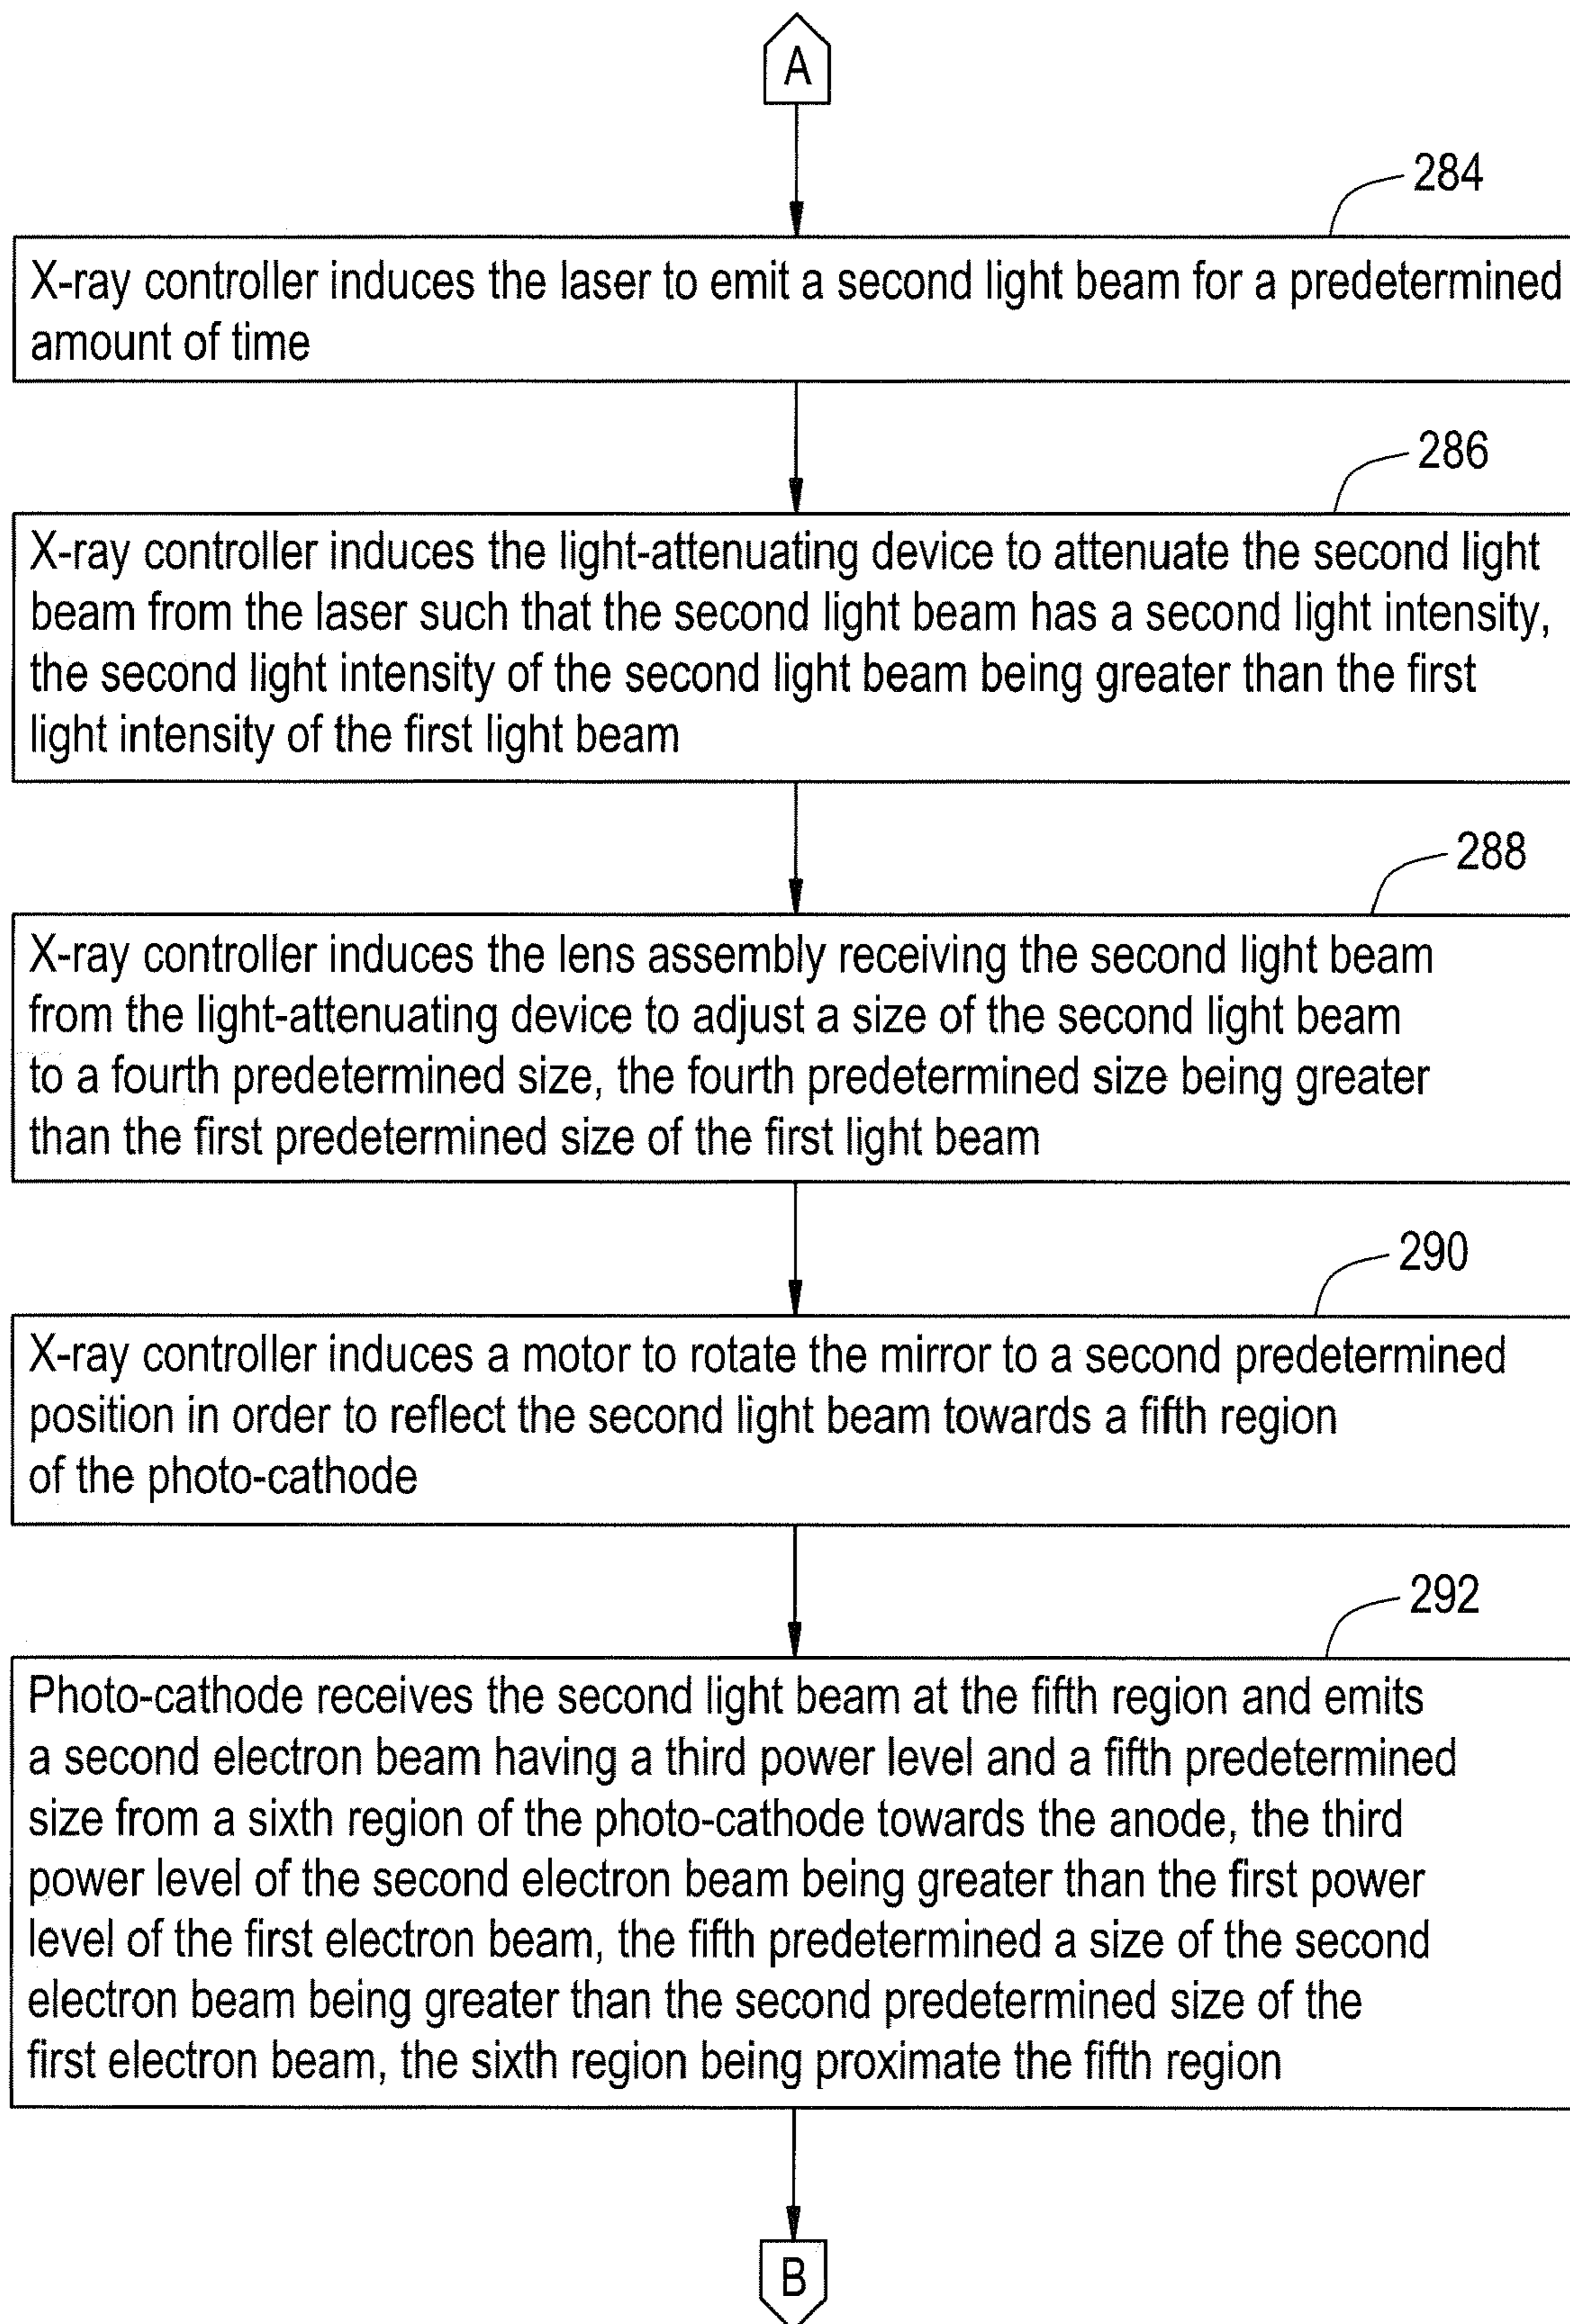 A
284
X-ray controller induces the laser to emit a second light beam for a predetermined
amount of time
286
X-ray controller induces the light-attenuating device to attenuate the second light
beam from the laser such that the second light beam has a second light intensity,
the second light intensity of the second light beam being greater than the first
light intensity of the first light beam
288
X-ray controller induces the lens assembly receiving the second light beam
from the light-attenuating device to adjust a size of the second light beam
to a fourth predetermined size, the fourth predetermined size being greater
than the first predetermined size of the first light beam
290
X-ray controller induces a motor to rotate the mirror to a second predetermined
position in order to reflect the second light beam towards a fifth region
of the photo-cathode
292
Photo-cathode receives the second light beam at the fifth region and emits
a second electron beam having a third power level and a fifth predetermined
size from a sixth region of the photo-cathode towards the anode, the third
power level of the second electron beam being greater than the first power
level of the first electron beam, the fifth predetermined a size of the second
electron beam being greater than the second predetermined size of the
first electron beam, the sixth region being proximate the fifth region
B